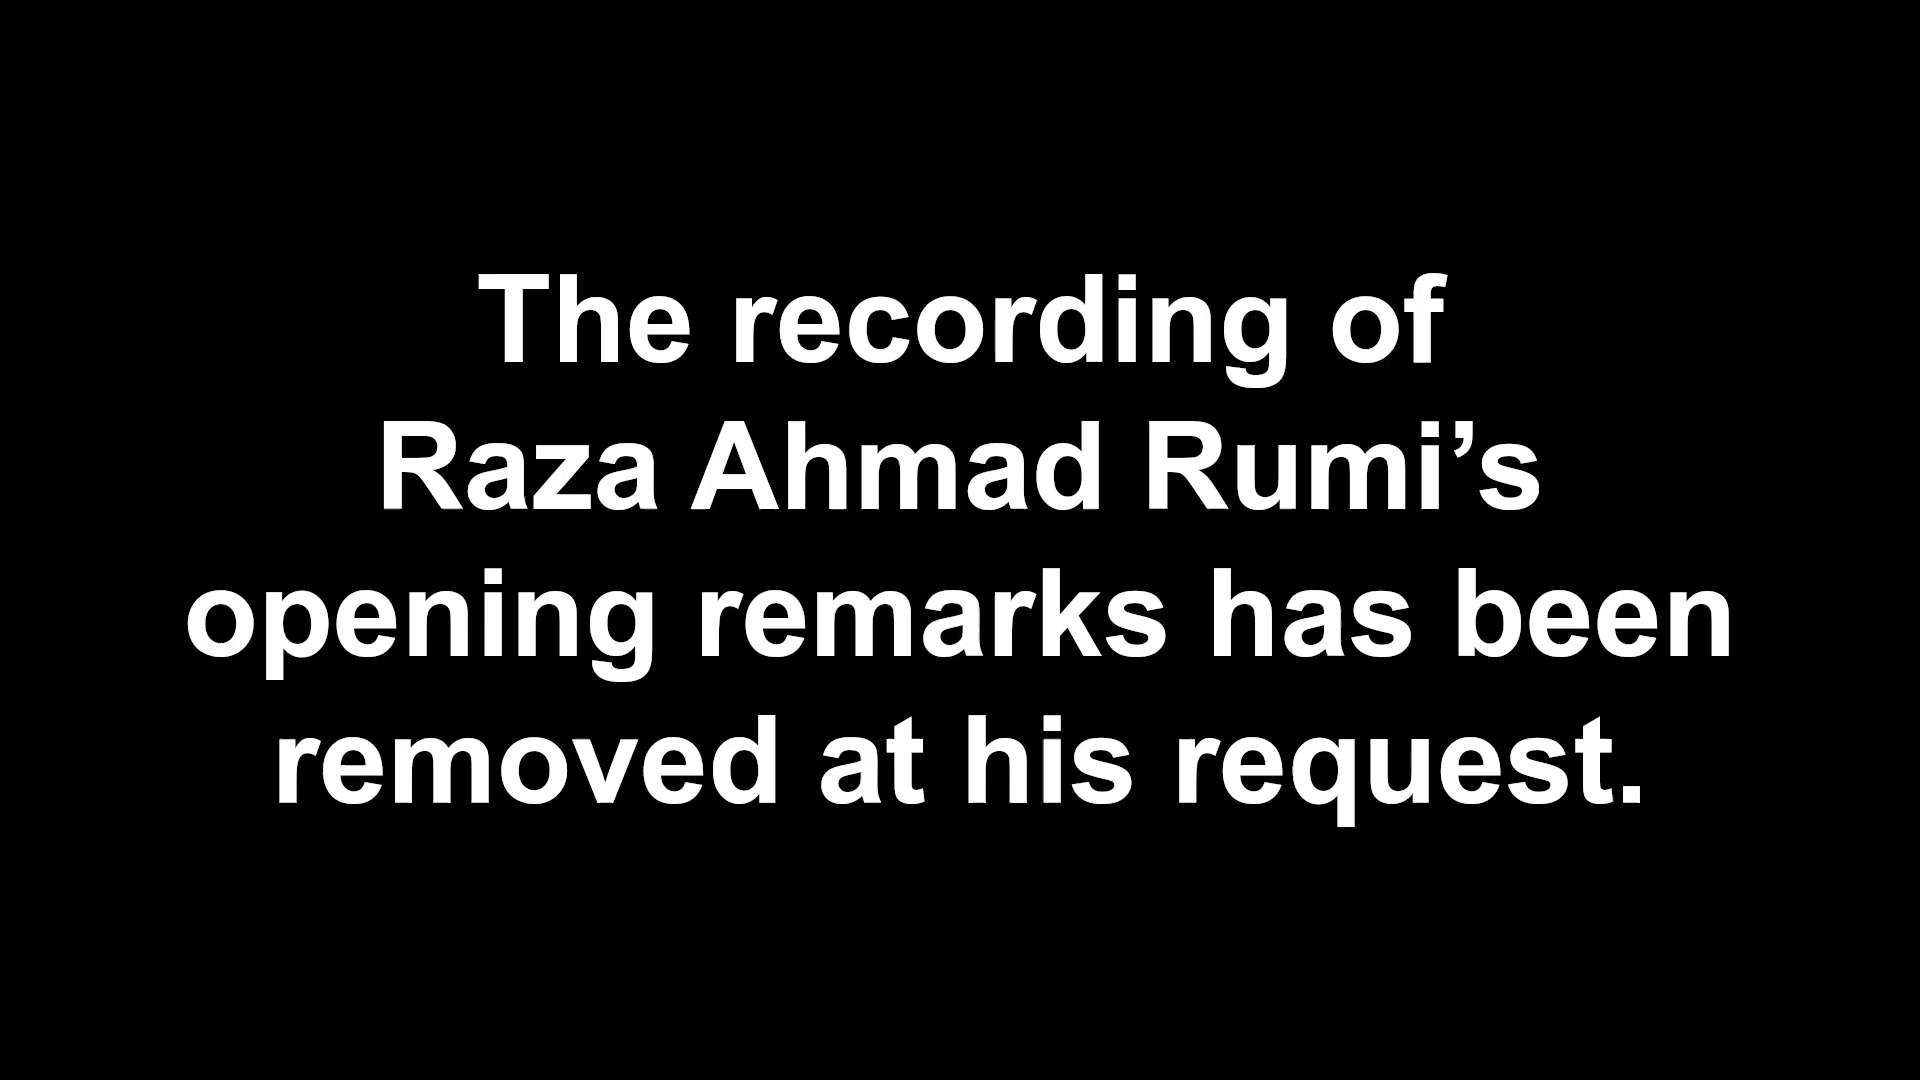 The recording of
Raza Ahmad Rumi’s
opening remarks has been
removed at his request.